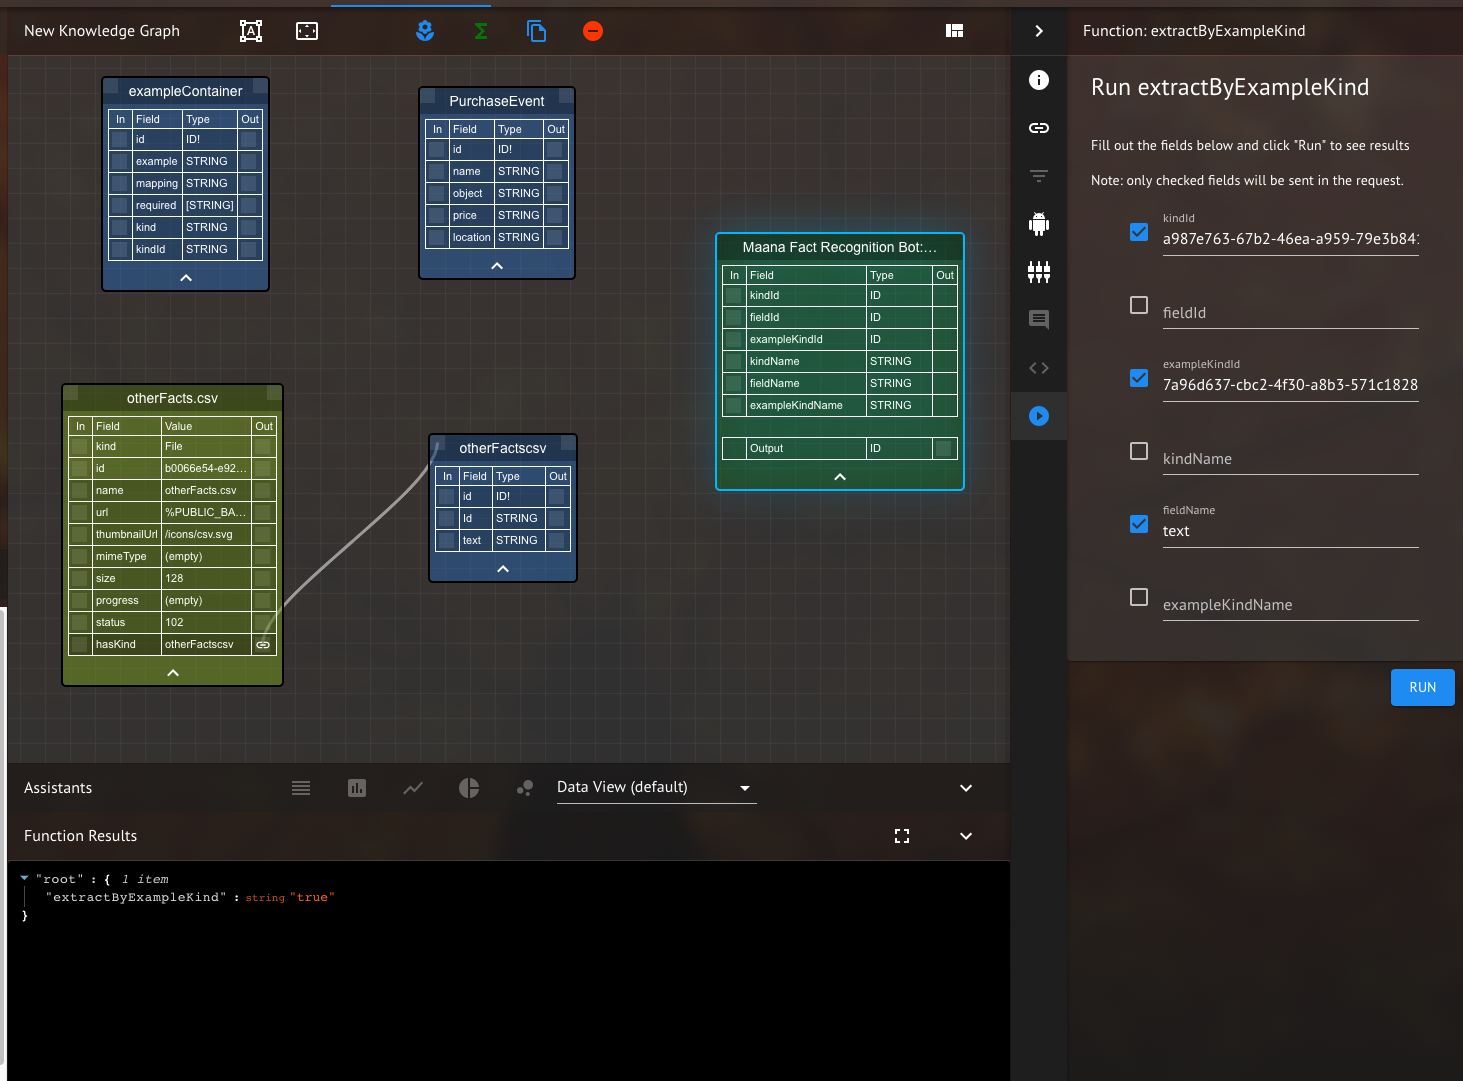 New Knowledge Graph
exampleContainer
In Field Type Out
id ID!
example STRING
mapping STRING
required [STRING]
kind STRING
kindId STRING
PurchaseEvent
In Field Type Out
id ID!
name STRING
object STRING
price STRING
location STRING
Maana Fact Recognition Bot:...
In Field Type Out
kindId ID
fieldId ID
exampleKindId ID
kindName STRING
fieldName STRING
exampleKindName STRING
Output ID
otherFacts.csv
In Field Value Out
kind File
id b0066e54-e92...
name otherFacts.csv
url %PUBLIC_BA...
thumbnailUrl /icons/csv.svg
mimeType (empty)
size 128
progress (empty)
status 102
hasKind otherFactscsv
otherFactscsv
In Field Type Out
id ID!
Id STRING
text STRING
Assistants
Data View (default)
Function Results
"root" : { 1 item
"extractByExampleKind" : string "true"
}
Function: extractByExampleKind
Run extractByExampleKind
Fill out the fields below and click "Run" to see results
Note: only checked fields will be sent in the request.
kindId
a987e763-67b2-46ea-a959-79e3b841
fieldId
exampleKindId
7a96d637-cbc2-4f30-a8b3-571c1828
kindName
fieldName
text
exampleKindName
RUN